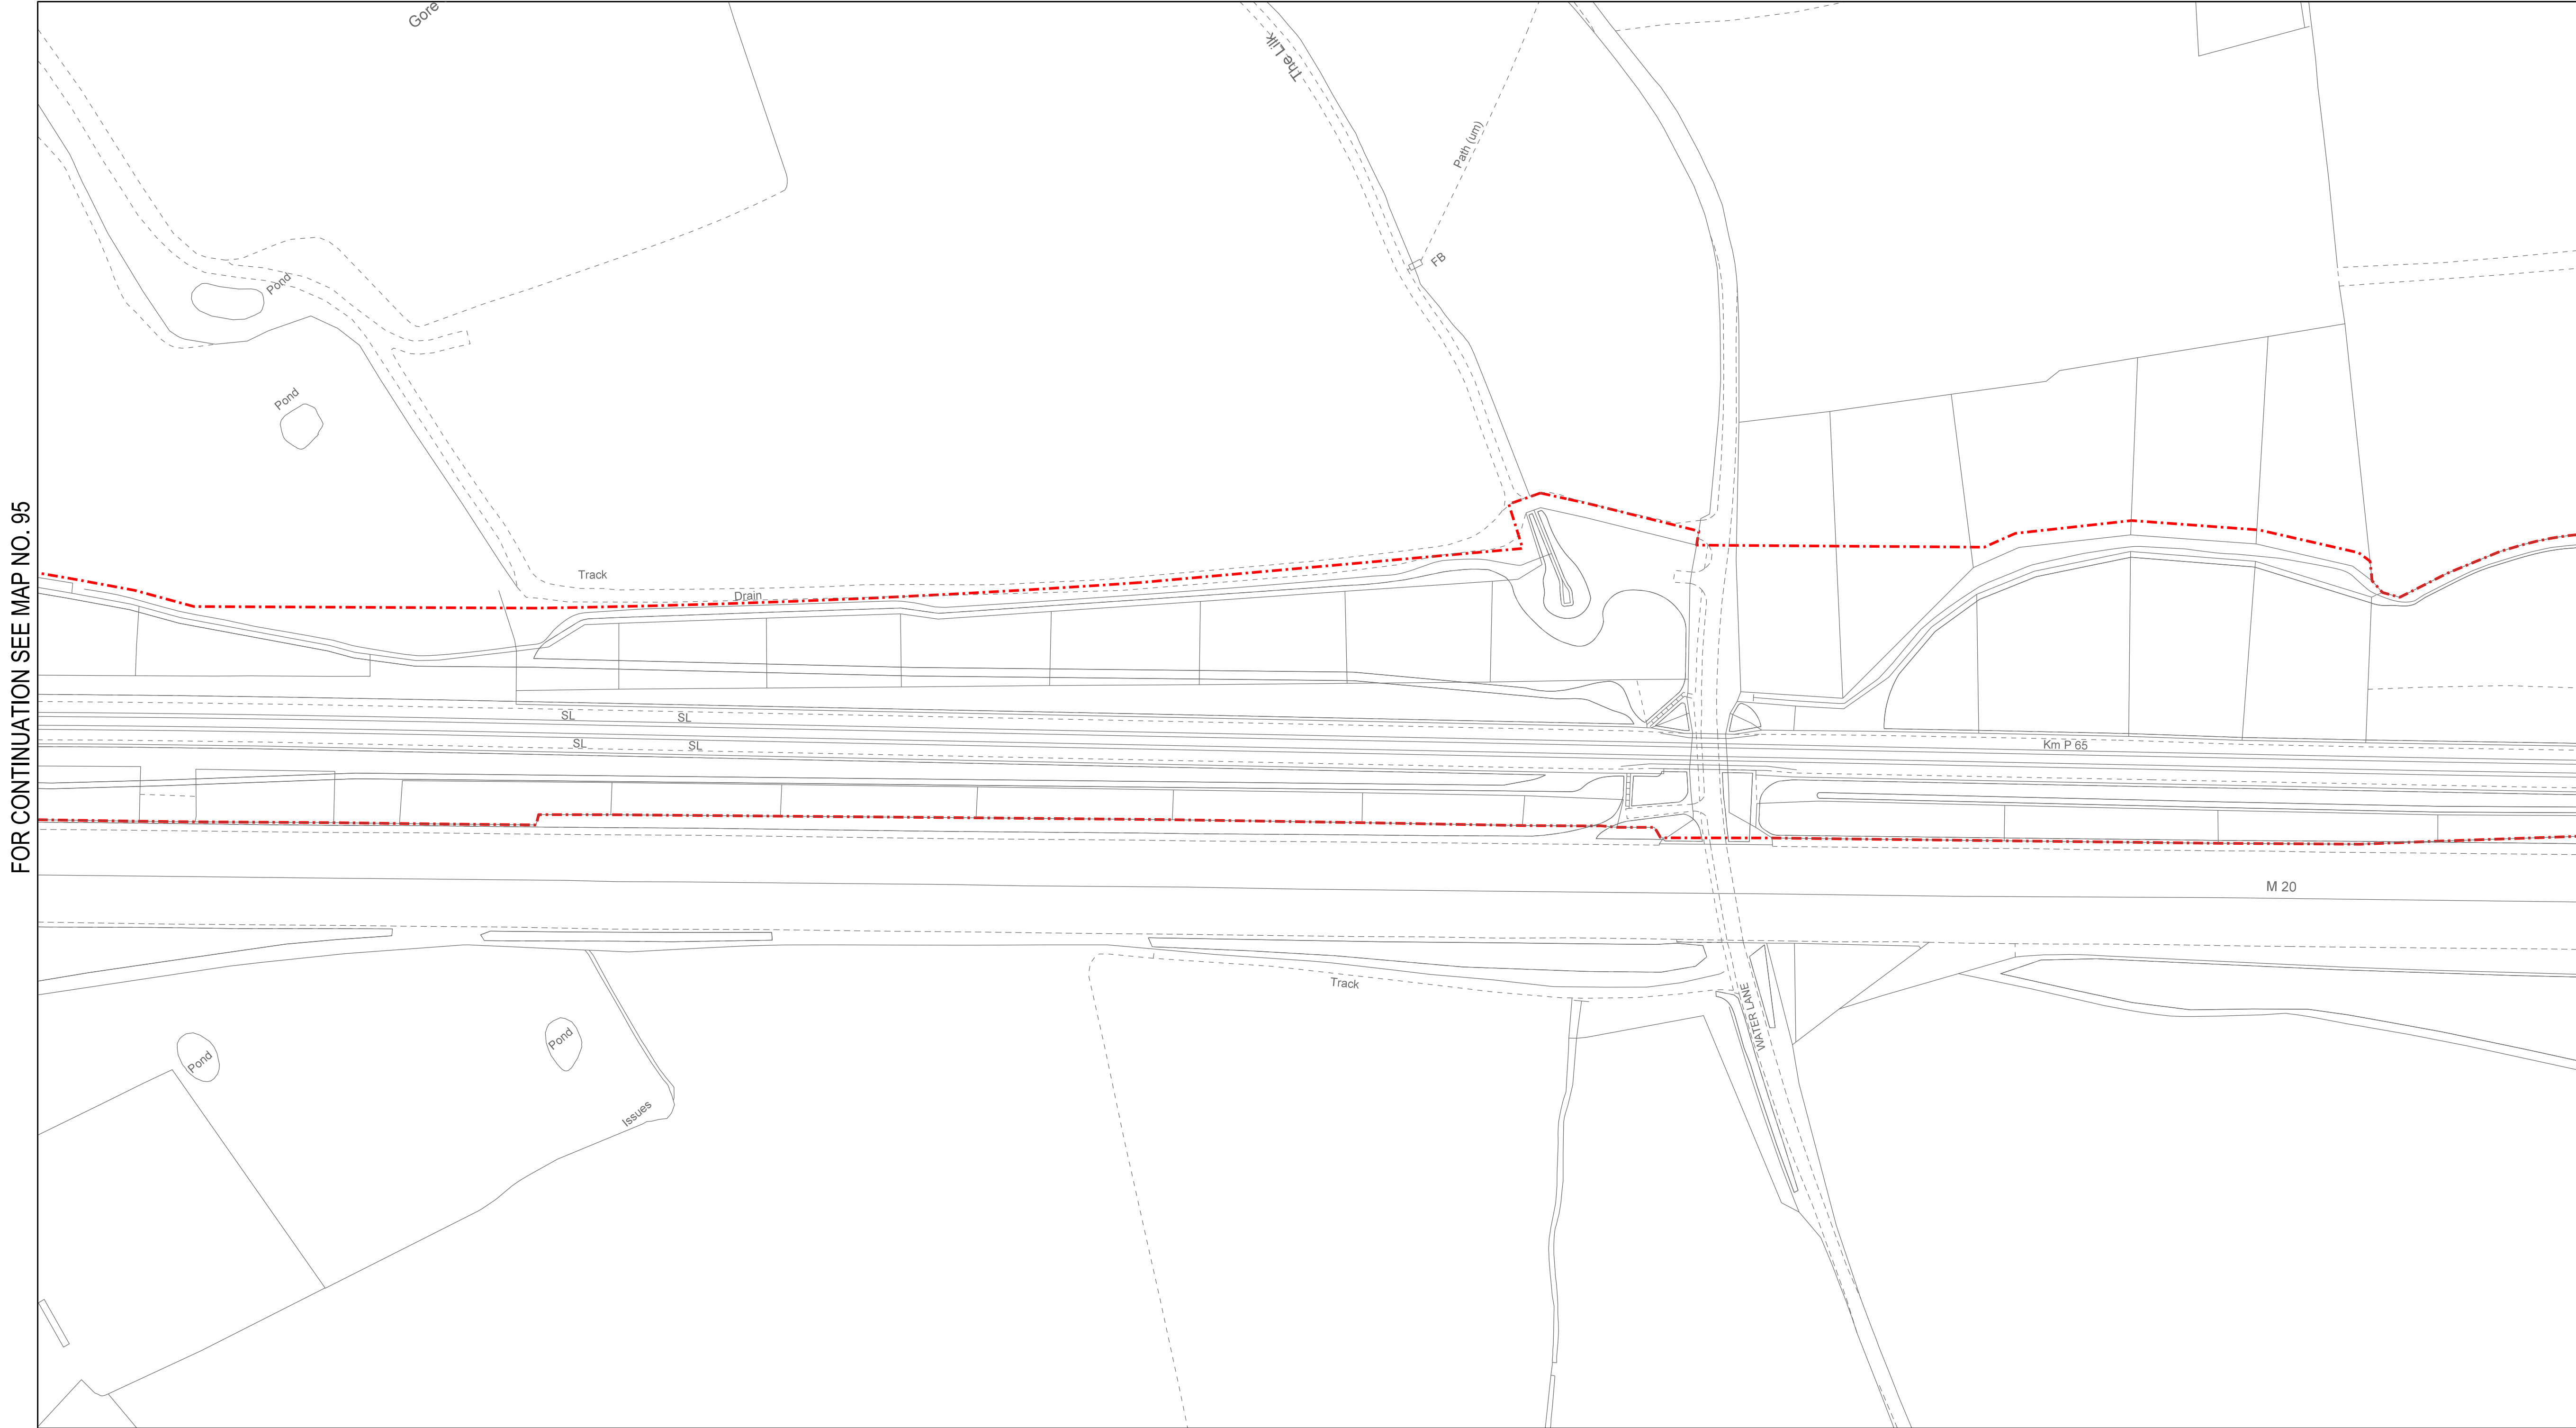 FOR CONTINUATION SEE MAP NO. 95
Gore
The Lilk
Path (um)
FB
Pond
Pond
Track
Drain
SL
SL
SL
SL
Km P 65
M 20
Track
WATER LANE
Pond
Pond
Issues